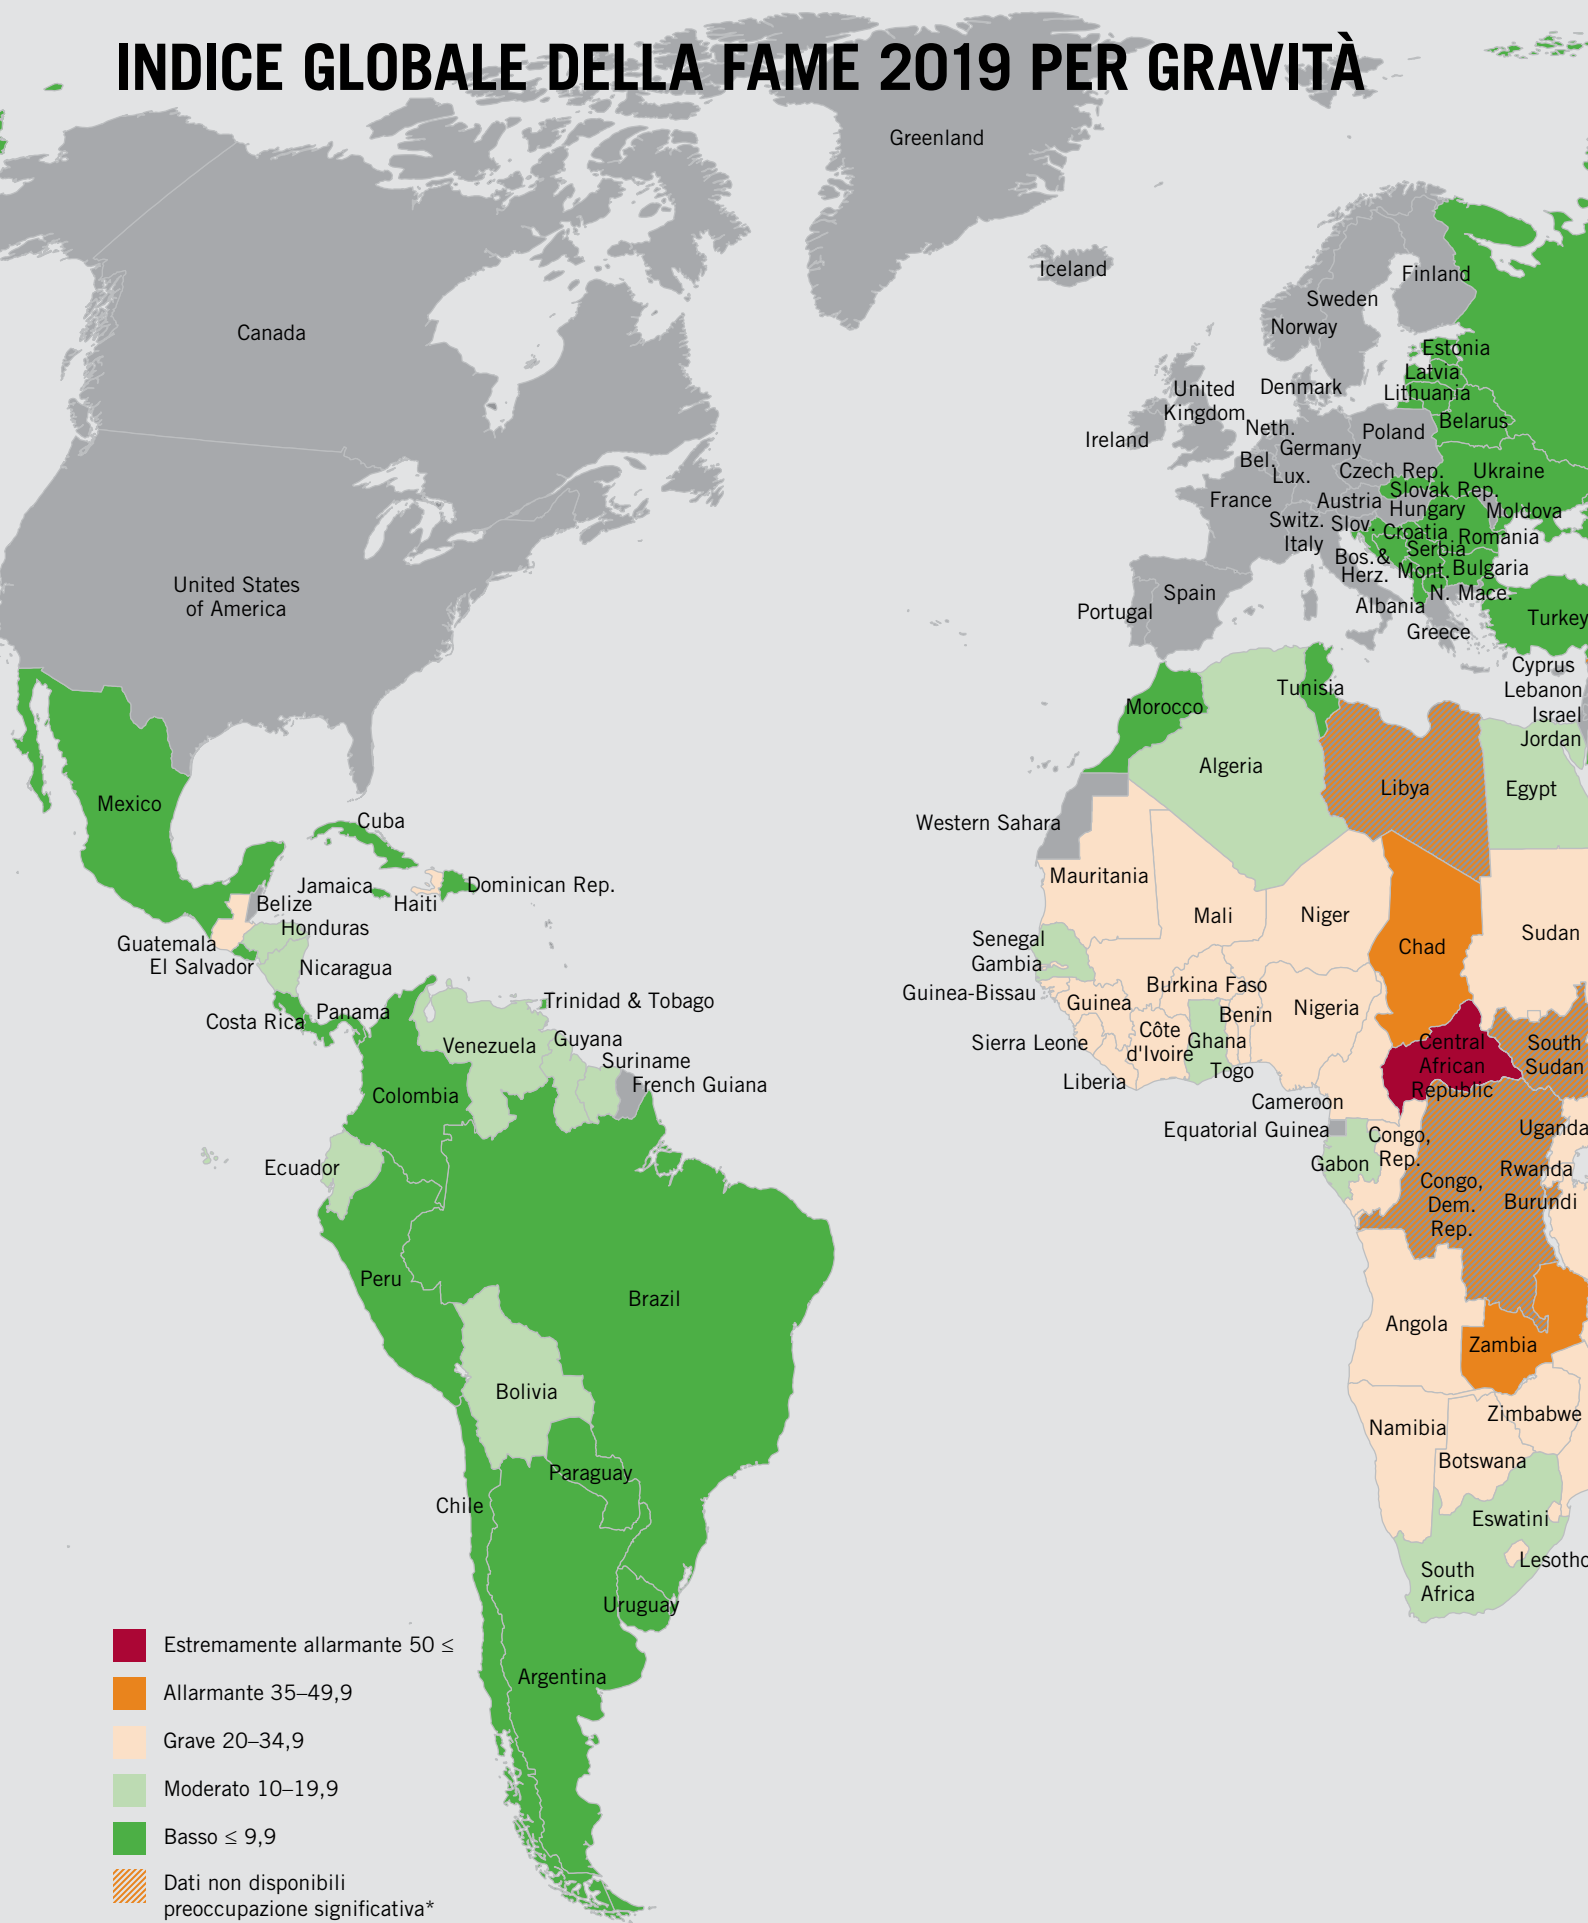 INDICE GLOBALE DELLA FAME 2019 PER GRAVITÀ
Greenland
Iceland
Finland
Sweden
Norway
Canada
Estonia
Latvia
Lithuania
Denmark
United
Kingdom
Belarus
Neth.
Poland
Ireland
Germany
Bel.
Lux.
Czech Rep.
Ukraine
Slovak Rep.
France
Austria
Hungary
Moldova
Switz.
Slov.
Croatia
Romania
Italy
Serbia
Bos. &
Herz.
Mont.
Bulgaria
United States
of America
Spain
N. Mace.
Portugal
Albania
Turkey
Greece
Cyprus
Lebanon
Israel
Jordan
Tunisia
Morocco
Algeria
Libya
Egypt
Mexico
Cuba
Western Sahara
Jamaica
Dominican Rep.
Belize
Haiti
Mauritania
Honduras
Mali
Niger
Chad
Sudan
Guatemala
El Salvador
Nicaragua
Senegal
Gambia
Guinea-Bissau
Burkina Faso
Trinidad & Tobago
Guinea
Benin
Nigeria
Costa Rica
Panama
Côte
d'Ivoire
Ghana
Venezuela
Guyana
Sierra Leone
Central
African
Republic
South
Sudan
Suriname
French Guiana
Liberia
Togo
Colombia
Cameroon
Equatorial Guinea
Congo,
Rep.
Uganda
Ecuador
Gabon
Rwanda
Congo,
Dem.
Rep.
Burundi
Peru
Brazil
Angola
Zambia
Bolivia
Namibia
Zimbabwe
Botswana
Paraguay
Chile
Eswatini
South
Africa
Lesotho
Uruguay
Argentina
Estremamente allarmante 50 ≤
Allarmante 35–49,9
Grave 20–34,9
Moderato 10–19,9
Basso ≤ 9,9
Dati non disponibili
preoccupazione significativa*